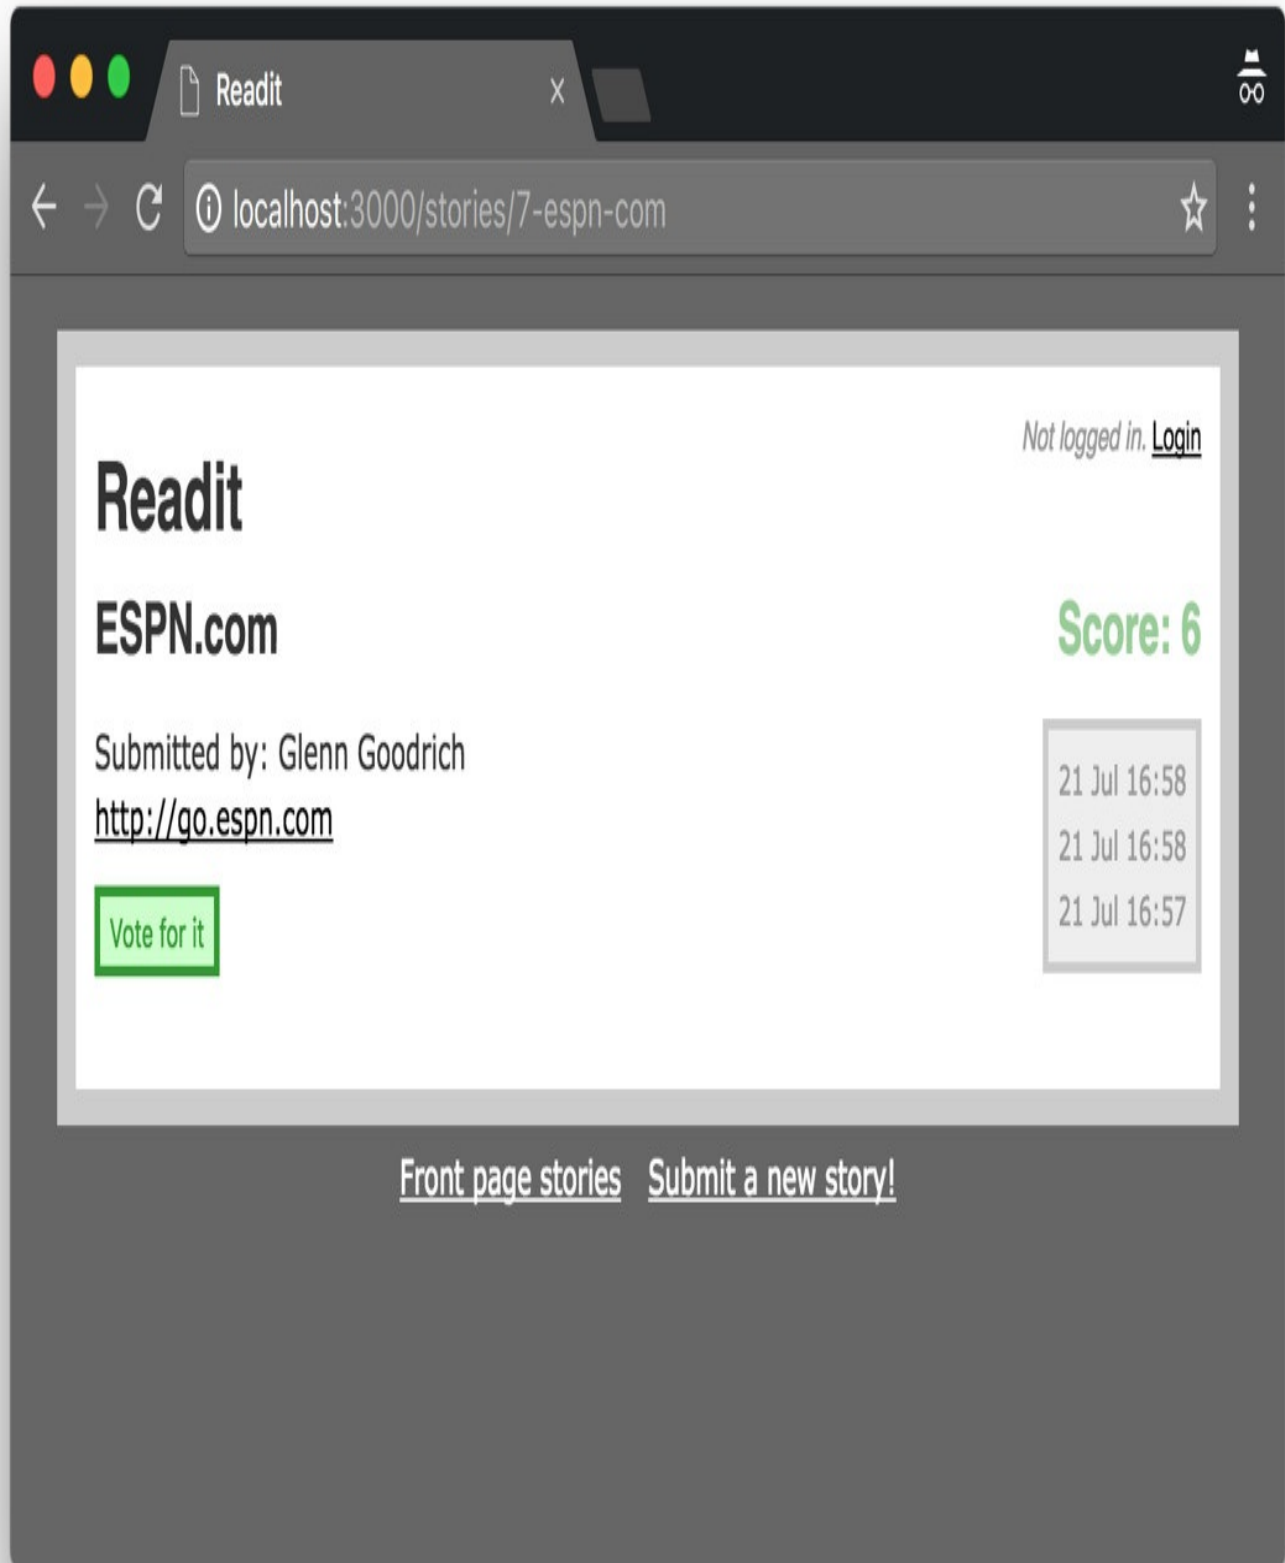 Readit
localhost:3000/stories/7-espn-com
Not logged in. Login
Readit
ESPN.com
Score: 6
Submitted by: Glenn Goodrich
http://go.espn.com
Vote for it
21 Jul 16:58
21 Jul 16:58
21 Jul 16:57
Front page stories Submit a new story!